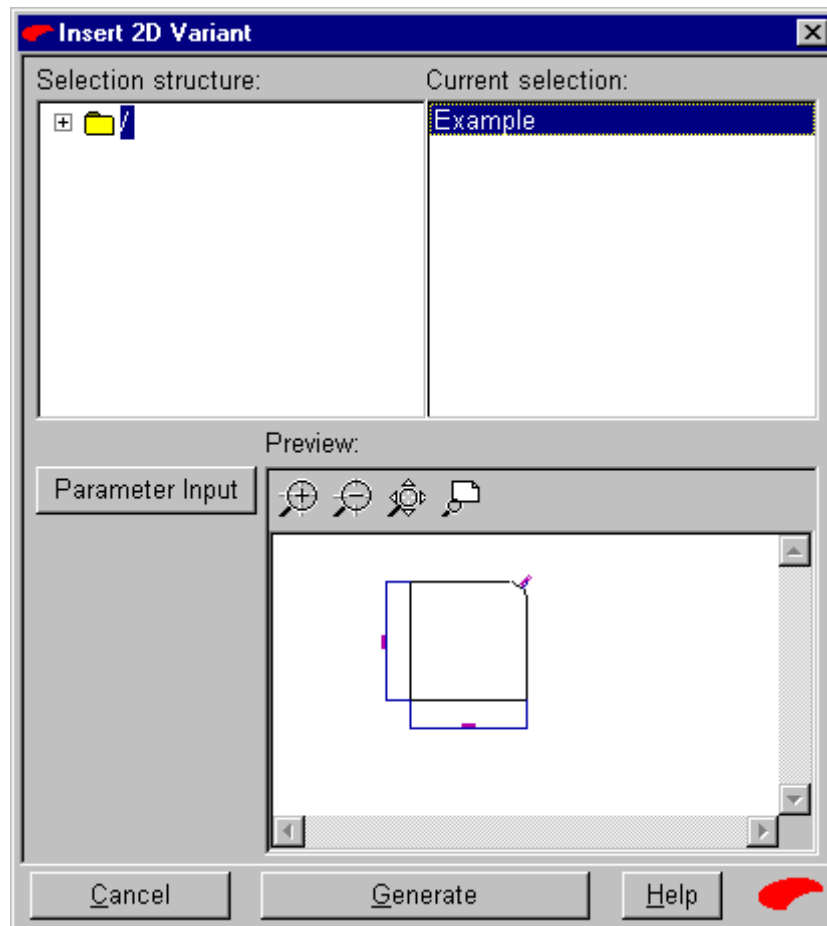 Insert 2D Variant
Selection structure:
Current selection:
/
Example
Preview:
Parameter Input
Cancel
Generate
Help